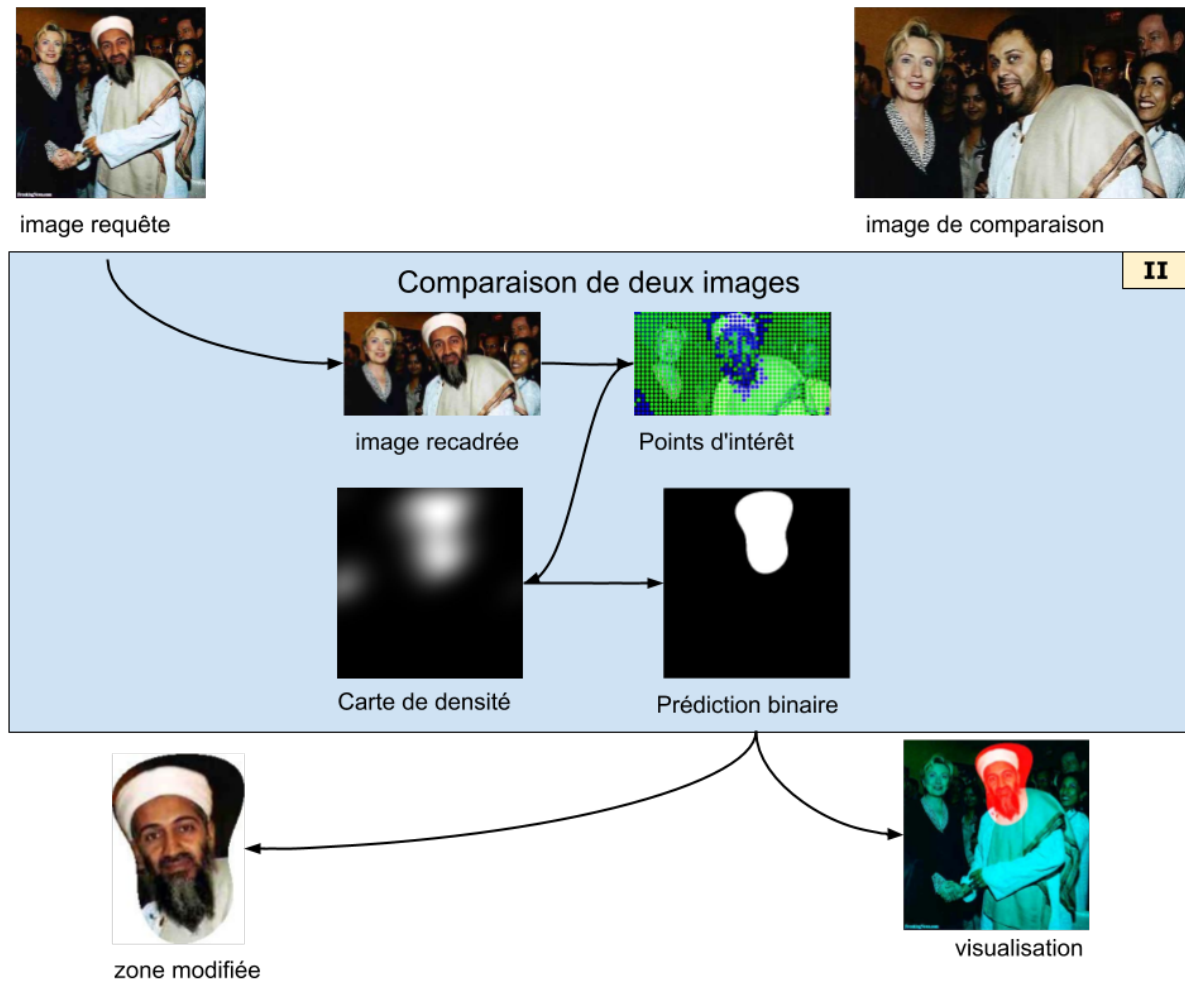 image requête
image de comparaison
II
Comparaison de deux images
image recadrée
Points d'intérêt
Carte de densité
Prédiction binaire
zone modifiée
visualisation